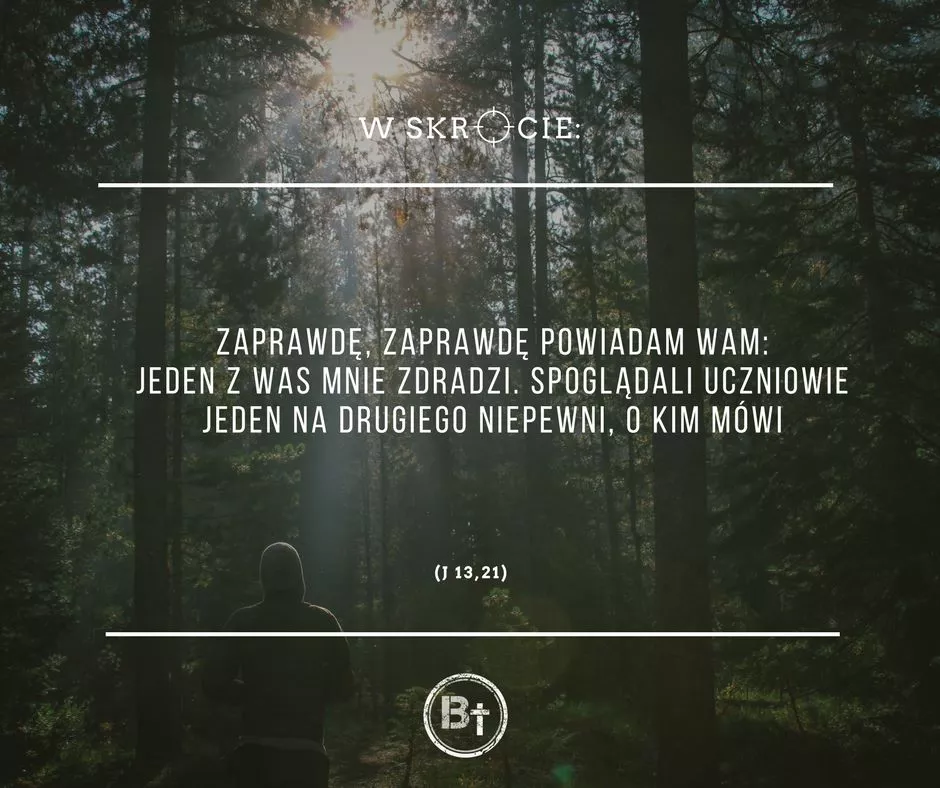 W SKRÓCIE:
ZAPRAWDĘ, ZAPRAWDĘ POWIADAM WAM:
JEDEN Z WAS MNIE ZDRADZI. SPOGLĄDALI UCZNIOWIE
JEDEN NA DRUGIEGO NIEPEWNI, O KIM MÓWI
(J 13,21)
B†